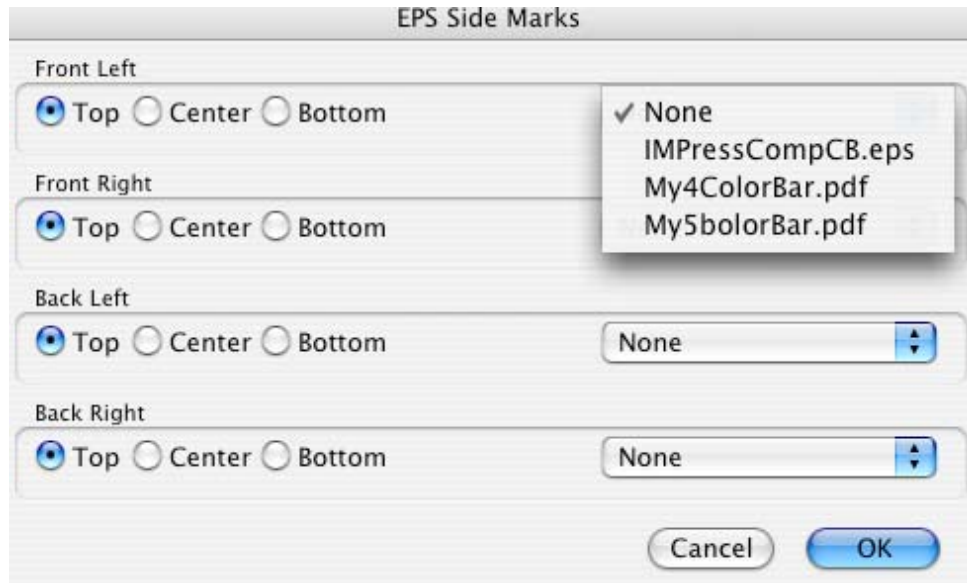 EPS Side Marks
Front Left
Top Center Bottom
None
IMPressCompCB.eps
My4ColorBar.pdf
My5bolorBar.pdf
Front Right
Top Center Bottom
Back Left
Top Center Bottom None
Back Right
Top Center Bottom None
Cancel OK